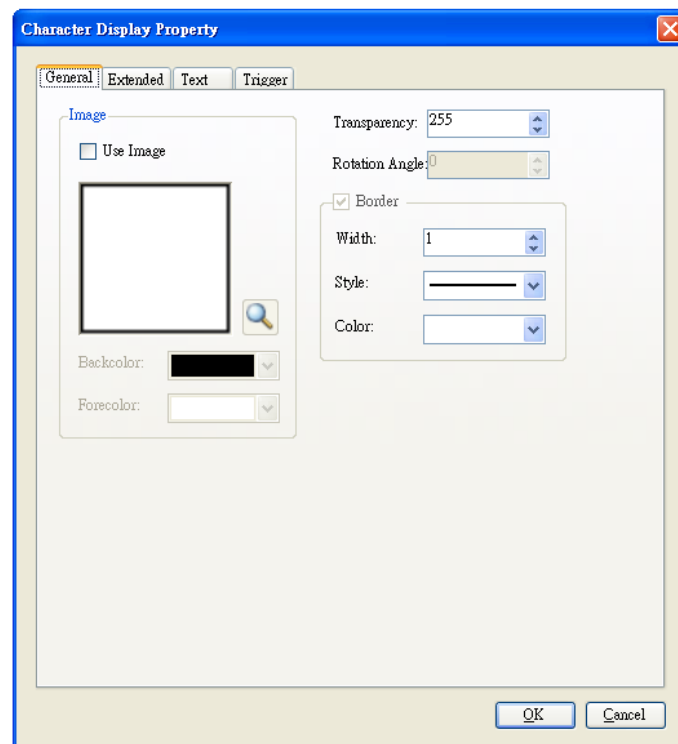 Character Display Property
General Extended Text Trigger
Image
Use Image
Backcolor:
Forecolor:
Transparency: 255
Rotation Angle: 0
Border
Width: 1
Style:
Color:
OK Cancel